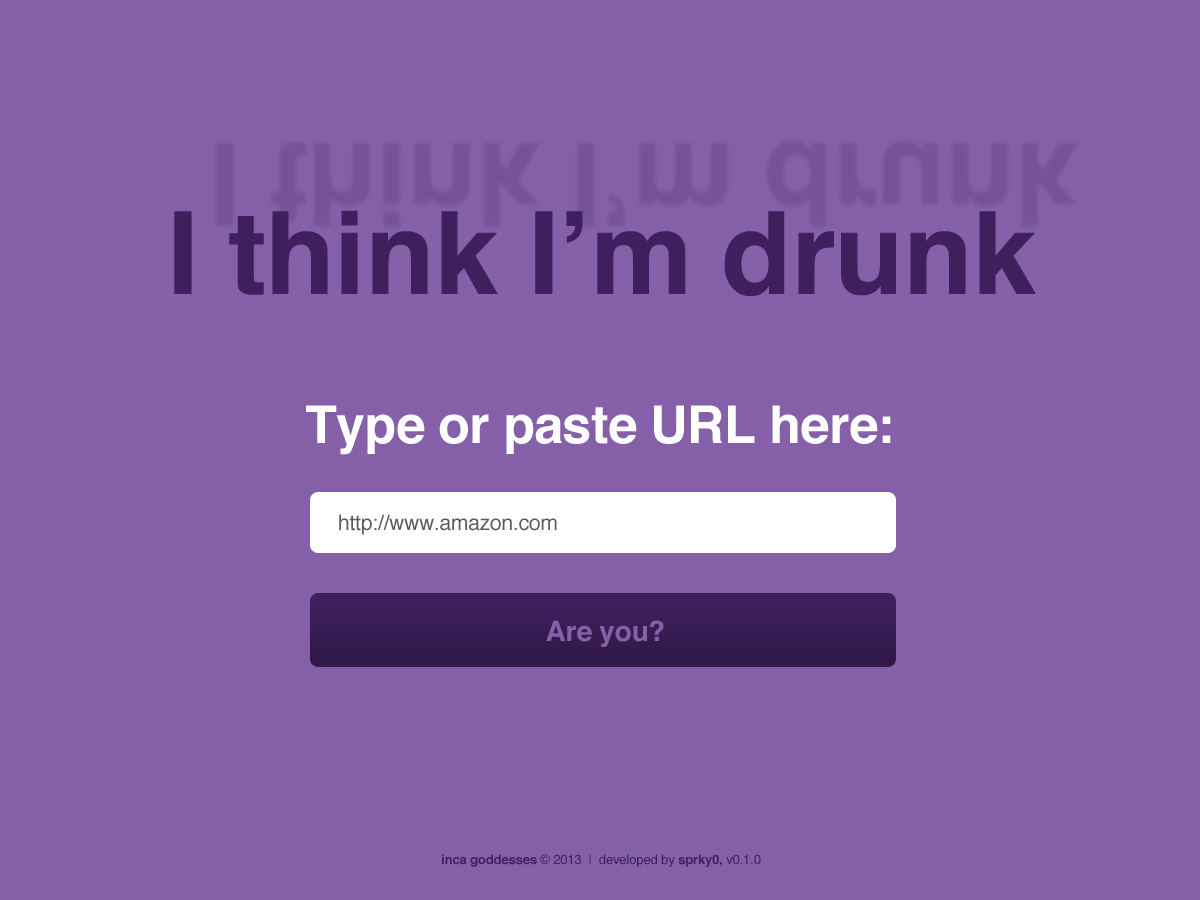 I think I’m drunk
I think I’m drunk
Type or paste URL here:
http://www.amazon.com
Are you?
inca goddesses © 2013 | developed by sprky0, v0.1.0